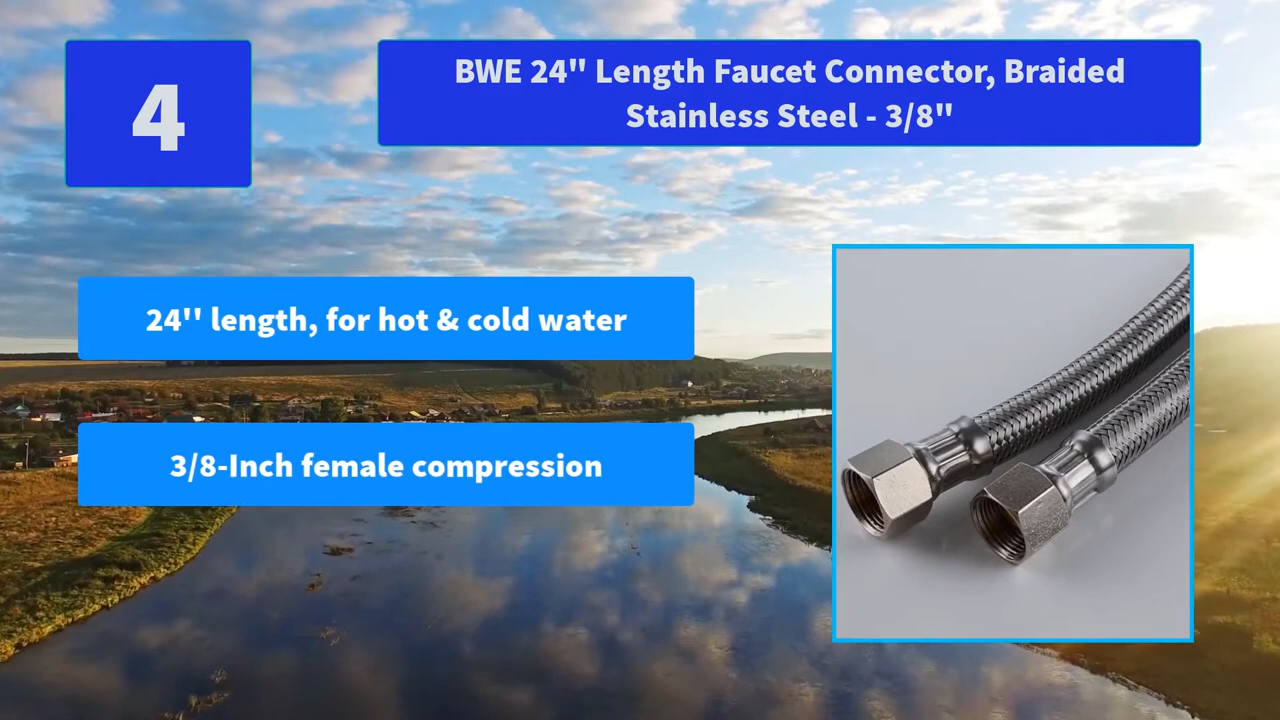 4
BWE 24" Length Faucet Connector, Braided
Stainless Steel - 3/8"
24'' length, for hot & cold water
3/8-Inch female compression